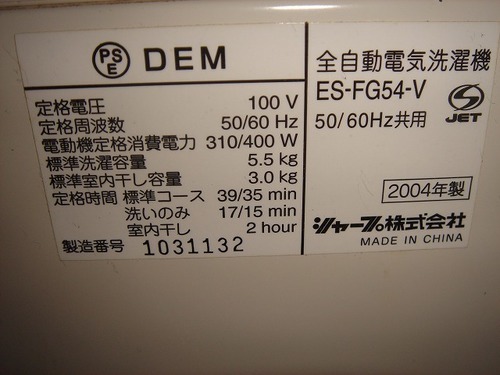 PS E DEM
定格電圧 100 V
定格周波数 50/60 Hz
電動機定格消費電力 310/400 W
標準洗濯容量 5.5 kg
標準室内干し容量 3.0 kg
定格時間 標準コース 39/35 min
洗いのみ 17/15 min
室内干し 2 hour
製造番号 1031132
全自動電気洗濯機
ES-FG54-V
50/60Hz共用
JET
2004年製
シャープ株式会社
MADE IN CHINA